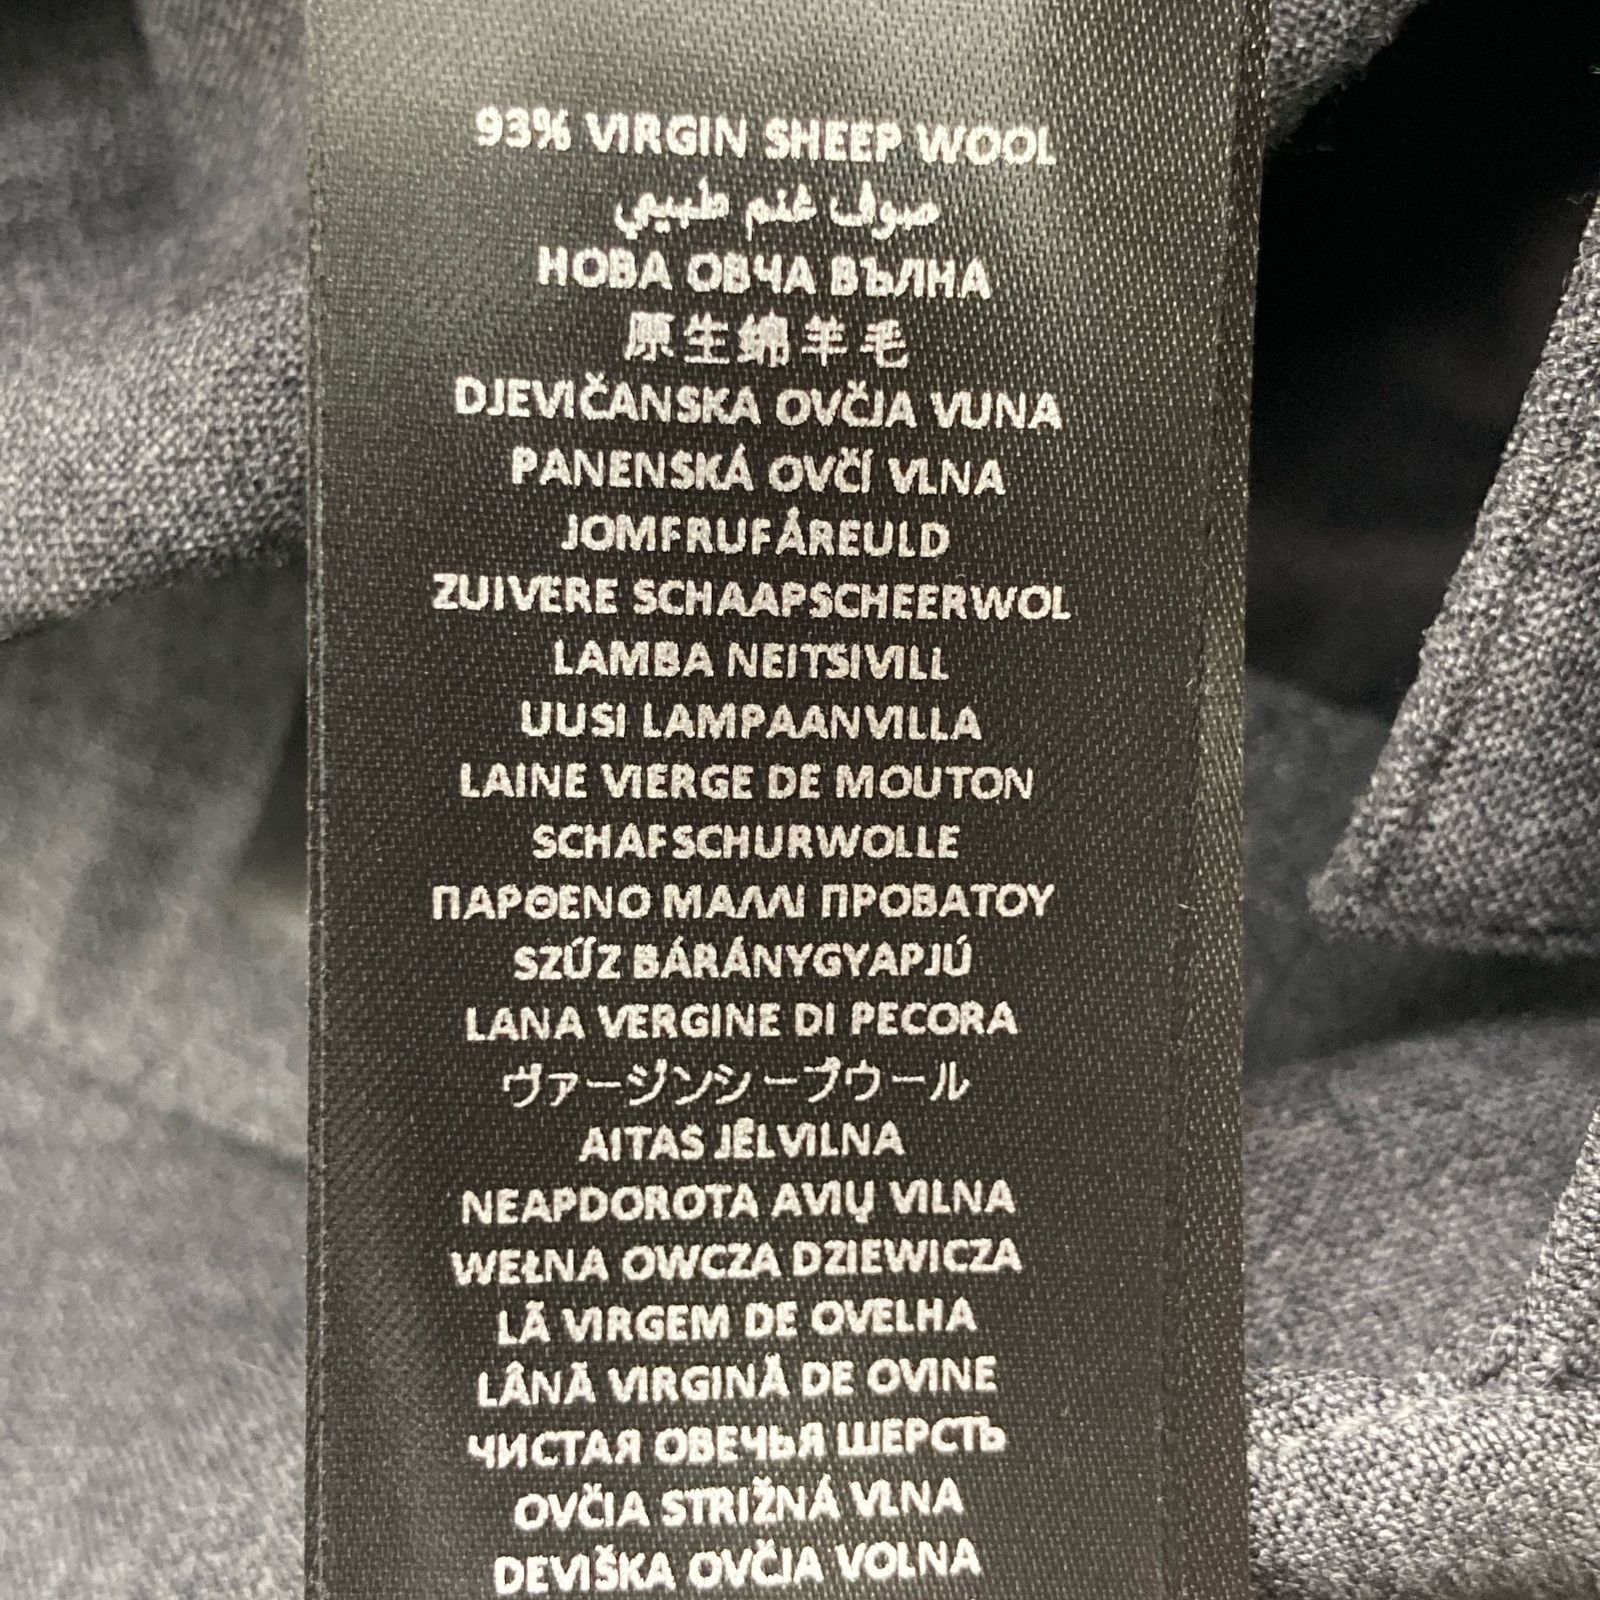 93% VIRGIN SHEEP WOOL
صوف غنم طبيعي
НОВА ОВЧА ВЪЛНА
原生绵羊毛
DJEVIČANSKA OVČJA VUNA
PANENSKÁ OVČÍ VLNA
JOMFRUFÅREULD
ZUIVERE SCHAAPSCHEERWOL
LAMBA NEITSIVILL
UUSI LAMPAANVILLA
LAINE VIERGE DE MOUTON
SCHAFSCHURWOLLE
ΠΑΡΘΕΝΟ ΜΑΛΛΙ ΠΡΟΒΑΤΟΥ
SZŰZ BÁRÁNYGYAPJÚ
LANA VERGINE DI PECORA
ヴァージンシープウール
AITAS JĒLVILNA
NEAPDOROTA AVIŲ VILNA
WEŁNA OWCZA DZIEWICZA
LÃ VIRGEM DE OVELHA
LÂNĂ VIRGINĂ DE OVINE
ЧИСТАЯ ОВЕЧЬЯ ШЕРСТЬ
OVČIA STRIŽNÁ VLNA
DEVIŠKA OVČJA VOLNA